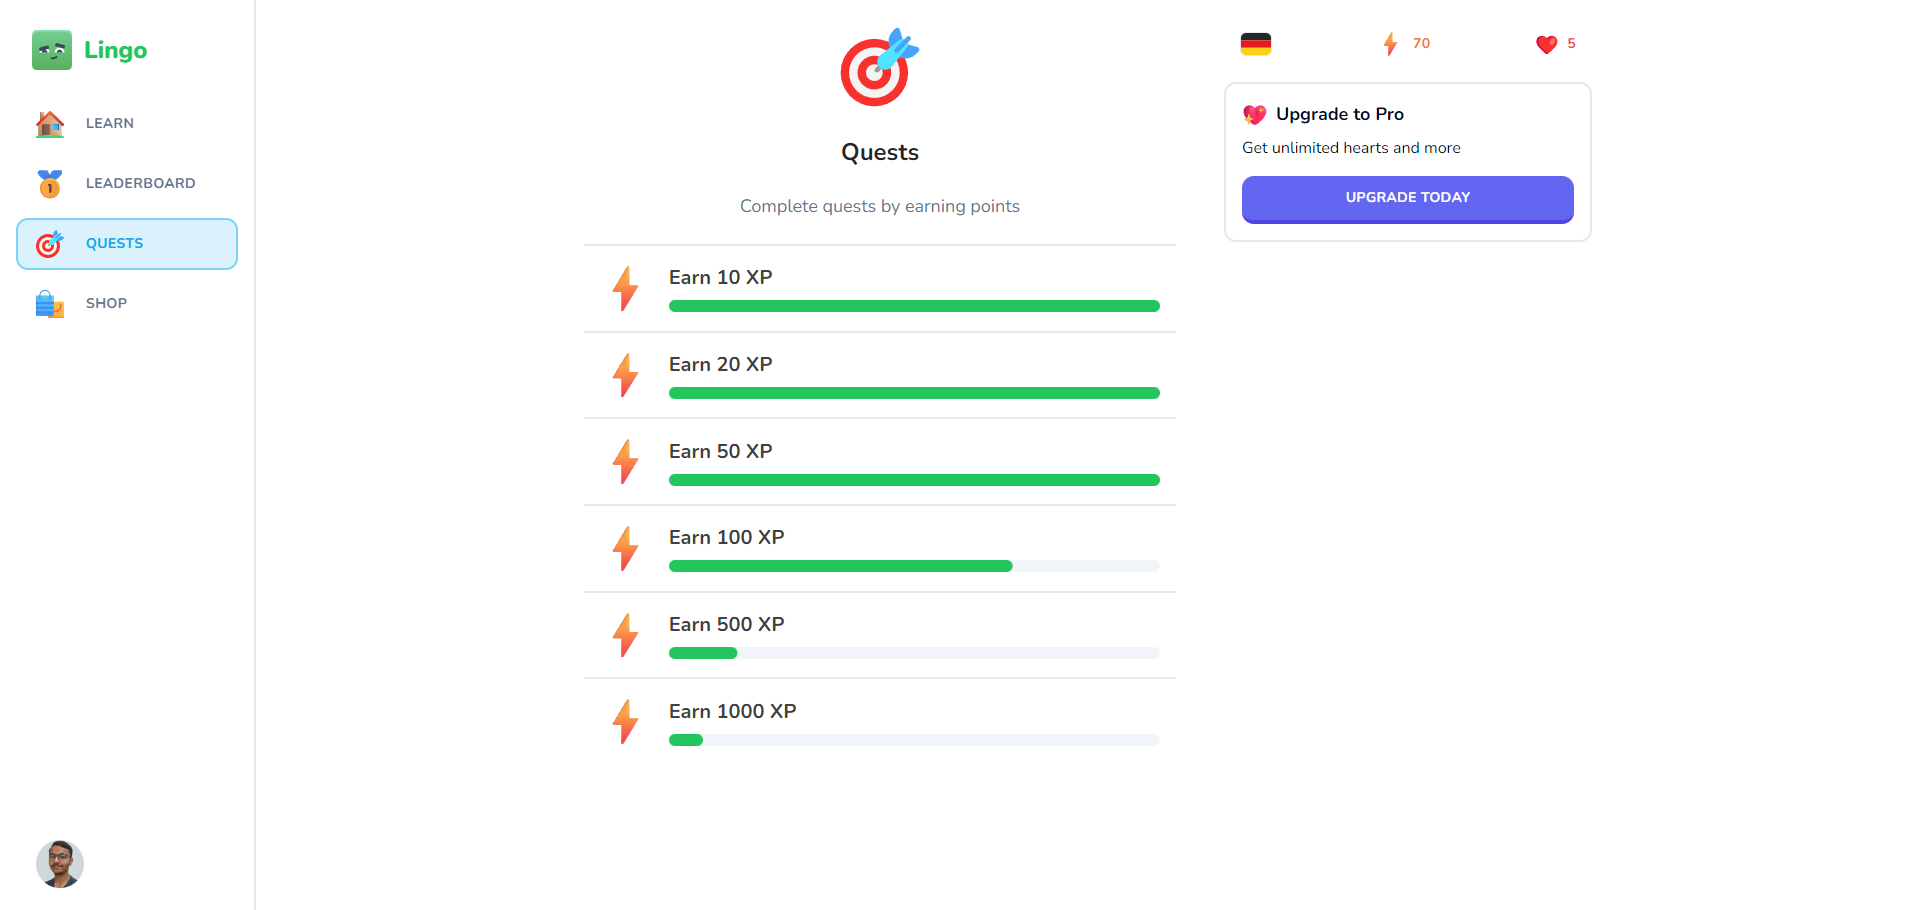 Lingo
LEARN
LEADERBOARD
QUESTS
SHOP
Quests
Complete quests by earning points
Earn 10 XP
Earn 20 XP
Earn 50 XP
Earn 100 XP
Earn 500 XP
Earn 1000 XP
70
5
Upgrade to Pro
Get unlimited hearts and more
UPGRADE TODAY
1